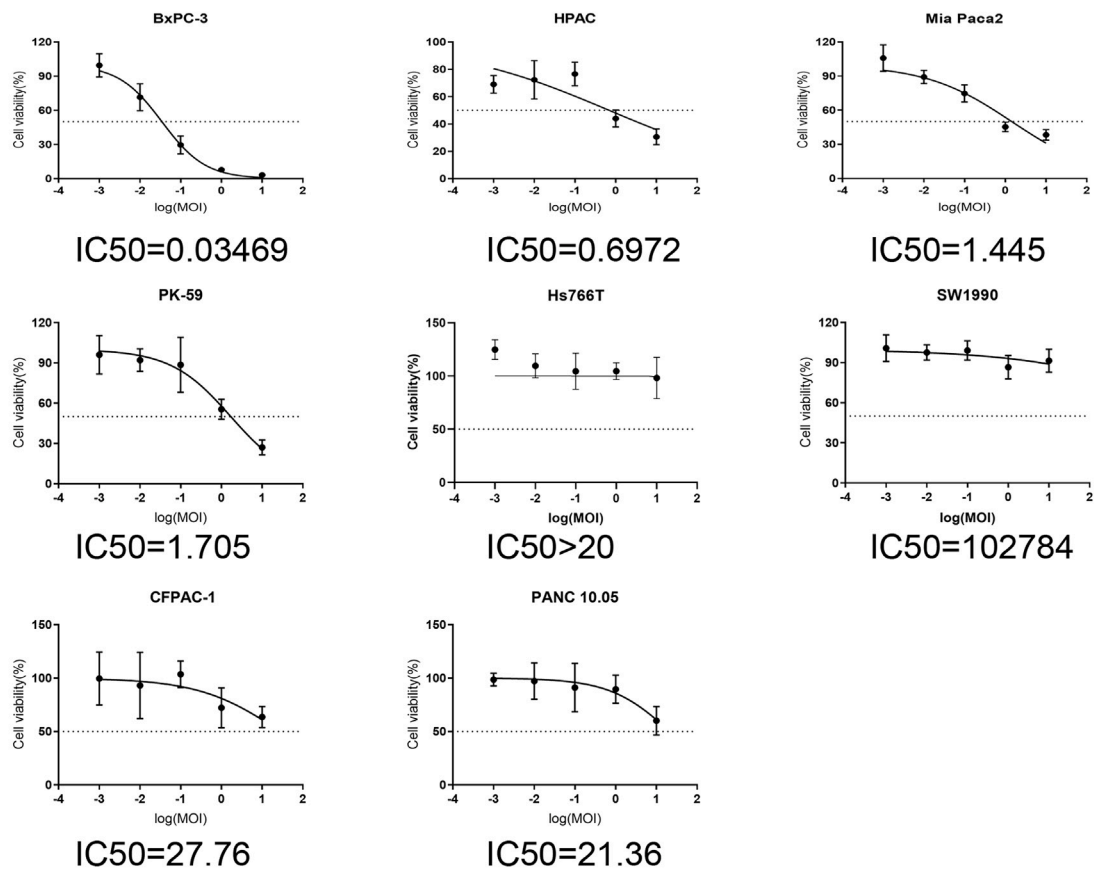 BxPC-3
120
90
60
30
0
Cell viability(%)
-4 -3 -2 -1 0 1 2
log(MOI)
IC50=0.03469
HPAC
100
80
60
40
20
0
Cell viability(%)
-4 -3 -2 -1 0 1 2
log(MOI)
IC50=0.6972
Mia Paca2
120
90
60
30
0
Cell viability(%)
-4 -3 -2 -1 0 1 2
log(MOI)
IC50=1.445
PK-59
120
90
60
30
0
Cell viability(%)
-4 -3 -2 -1 0 1 2
log(MOI)
IC50=1.705
Hs766T
150
100
50
0
Cell viability(%)
-4 -3 -2 -1 0 1 2
log(MOI)
IC50>20
SW1990
120
90
60
30
0
Cell viability(%)
-4 -3 -2 -1 0 1 2
log(MOI)
IC50=102784
CFPAC-1
150
100
50
0
Cell viability(%)
-4 -3 -2 -1 0 1 2
log(MOI)
IC50=27.76
PANC 10.05
150
100
50
0
Cell viability(%)
-4 -3 -2 -1 0 1 2
log(MOI)
IC50=21.36